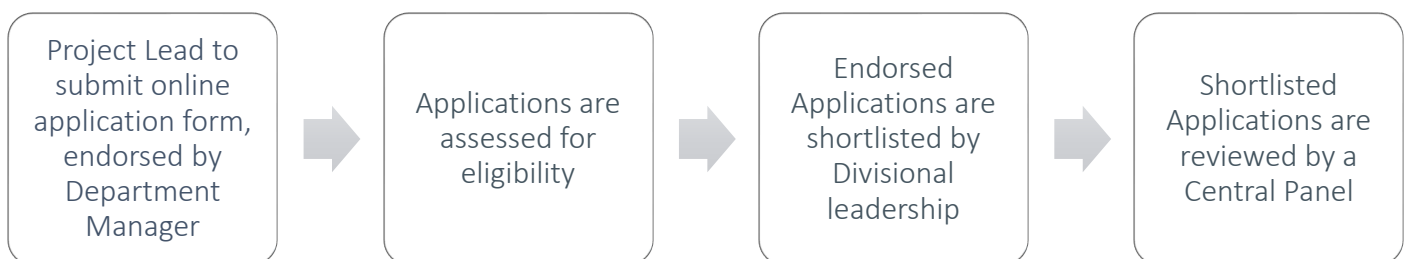 Project Lead to
submit online
application form,
endorsed by
Department
Manager
Applications are
assessed for
eligibility
Endorsed
Applications are
shortlisted by
Divisional
leadership
Shortlisted
Applications are
reviewed by a
Central Panel